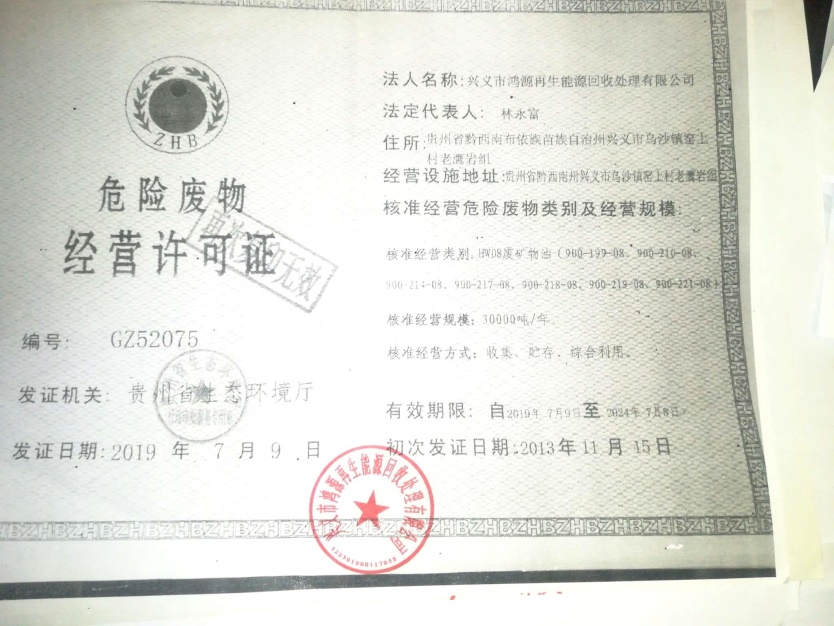 ZHB
危险废物
经营许可证
再次复印无效
编号: GZ52075
发证机关: 贵州省生态环境厅
发证日期:2019 年 7 月 9 日
法人名称:兴义市鸿源再生能源回收处理有限公司
法定代表人: 林永富
住所:贵州省黔西南布依族苗族自治州兴义市乌沙镇窑上
村老鹰岩组
经营设施地址:贵州省黔西南州兴义市乌沙镇窑上村老鹰岩组
核准经营危险废物类别及经营规模:
核准经营类别: HW08废矿物油(900-199-08、900-210-08、
900-214-08、900-217-08、900-218-08、900-219-08、900-221-08)
核准经营规模: 30000吨/年。
核准经营方式: 收集、贮存、综合利用。
有效期限: 自2019年7月9日至2024年7月8日
初次发证日期:2013年11月15日
兴义市鸿源再生能源回收处理有限公司